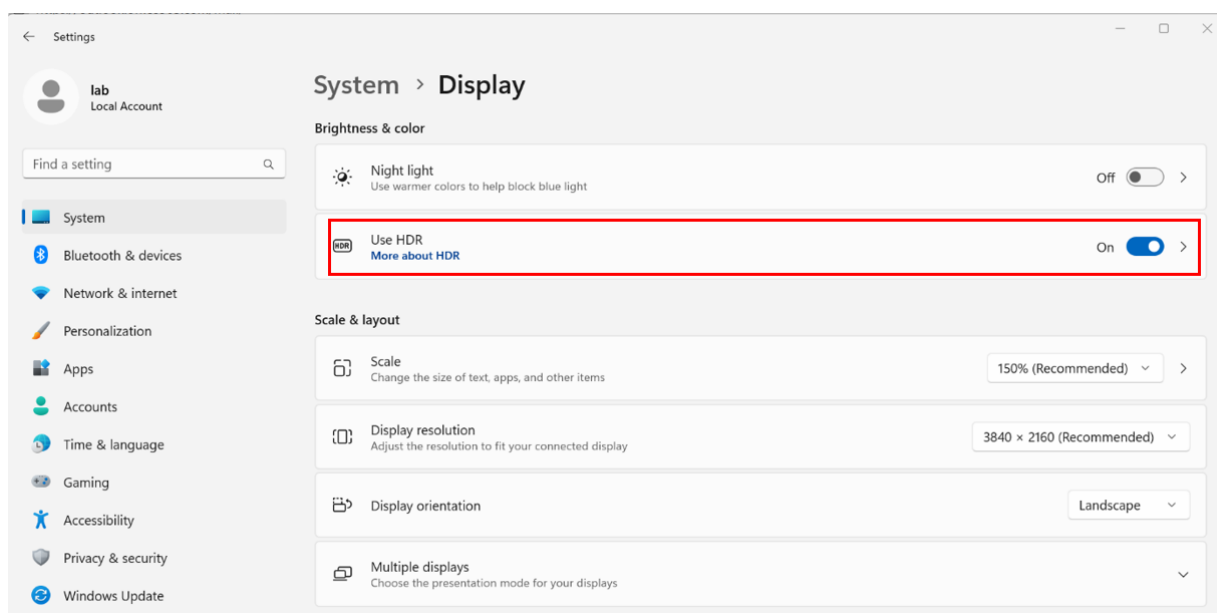 Settings
lab
Local Account
Find a setting
System
Bluetooth & devices
Network & internet
Personalization
Apps
Accounts
Time & language
Gaming
Accessibility
Privacy & security
Windows Update
System > Display
Brightness & color
Night light
Use warmer colors to help block blue light
Off
HDR
Use HDR
More about HDR
On
Scale & layout
Scale
Change the size of text, apps, and other items
150% (Recommended)
Display resolution
Adjust the resolution to fit your connected display
3840 × 2160 (Recommended)
Display orientation
Landscape
Multiple displays
Choose the presentation mode for your displays